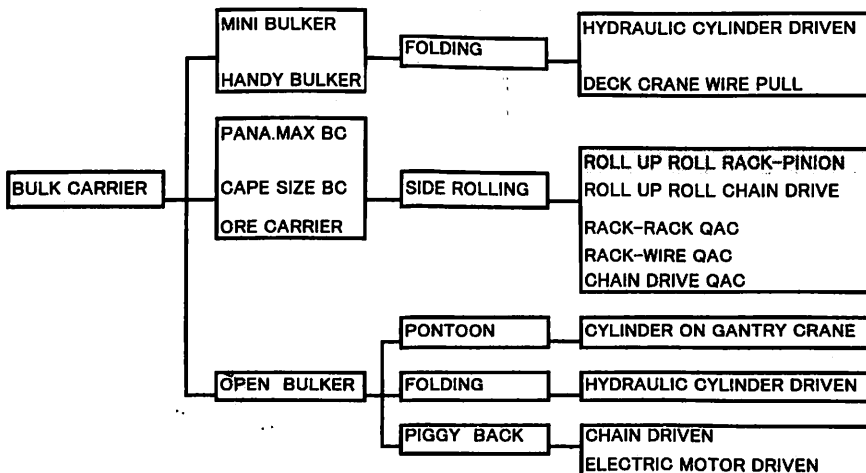 MINI BULKER
HANDY BULKER
FOLDING
HYDRAULIC CYLINDER DRIVEN
DECK CRANE WIRE PULL
BULK CARRIER
PANA.MAX BC
CAPE SIZE BC
ORE CARRIER
SIDE ROLLING
ROLL UP ROLL RACK-PINION
ROLL UP ROLL CHAIN DRIVE
RACK-RACK QAC
RACK-WIRE QAC
CHAIN DRIVE QAC
OPEN BULKER
PONTOON
CYLINDER ON GANTRY CRANE
FOLDING
HYDRAULIC CYLINDER DRIVEN
PIGGY BACK
CHAIN DRIVEN
ELECTRIC MOTOR DRIVEN